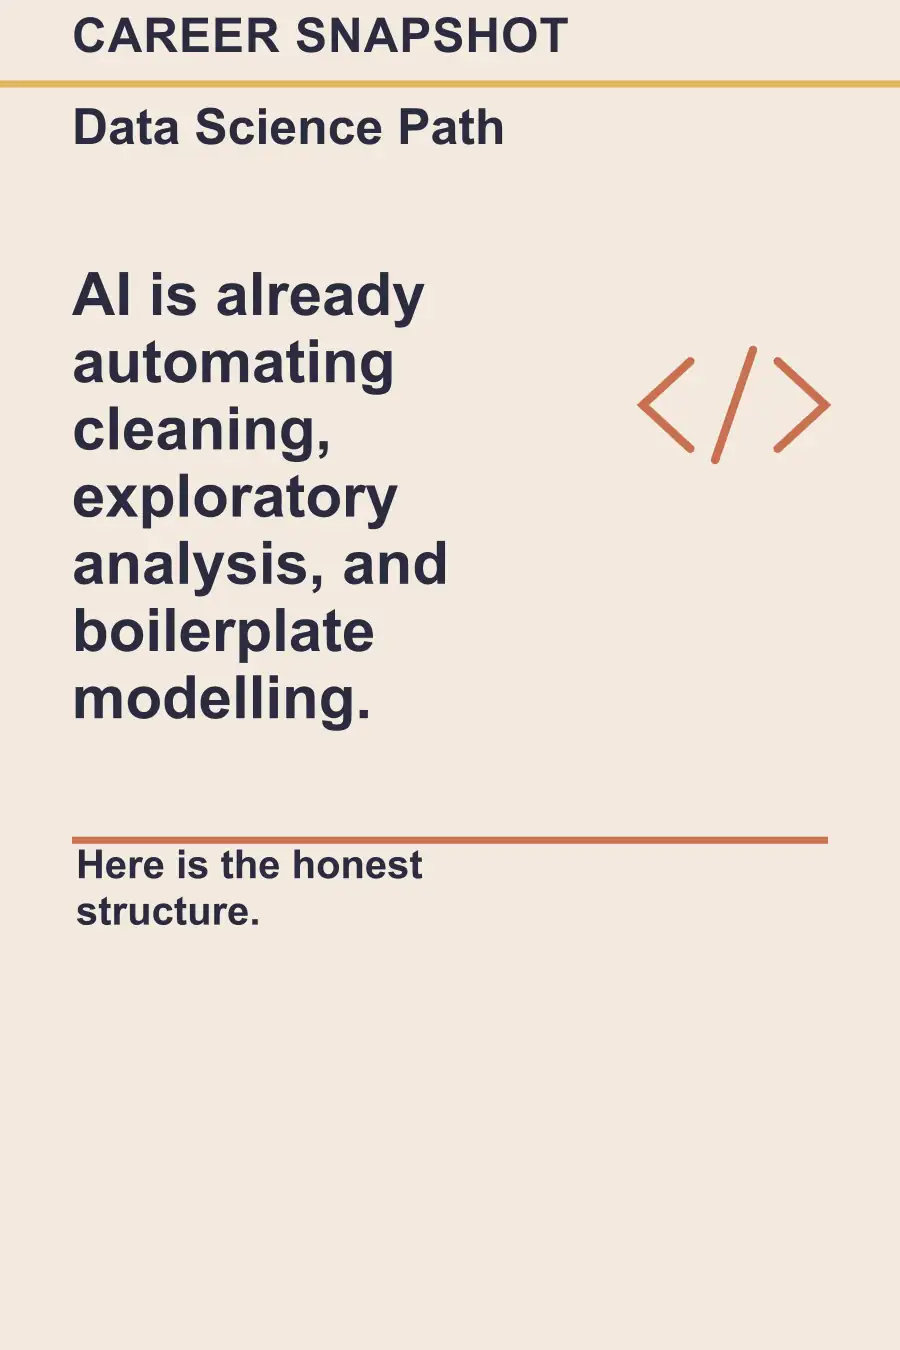 CAREER SNAPSHOT
Data Science Path
AI is already
automating
cleaning,
exploratory
analysis, and
boilerplate
modelling.
Here is the honest
structure.